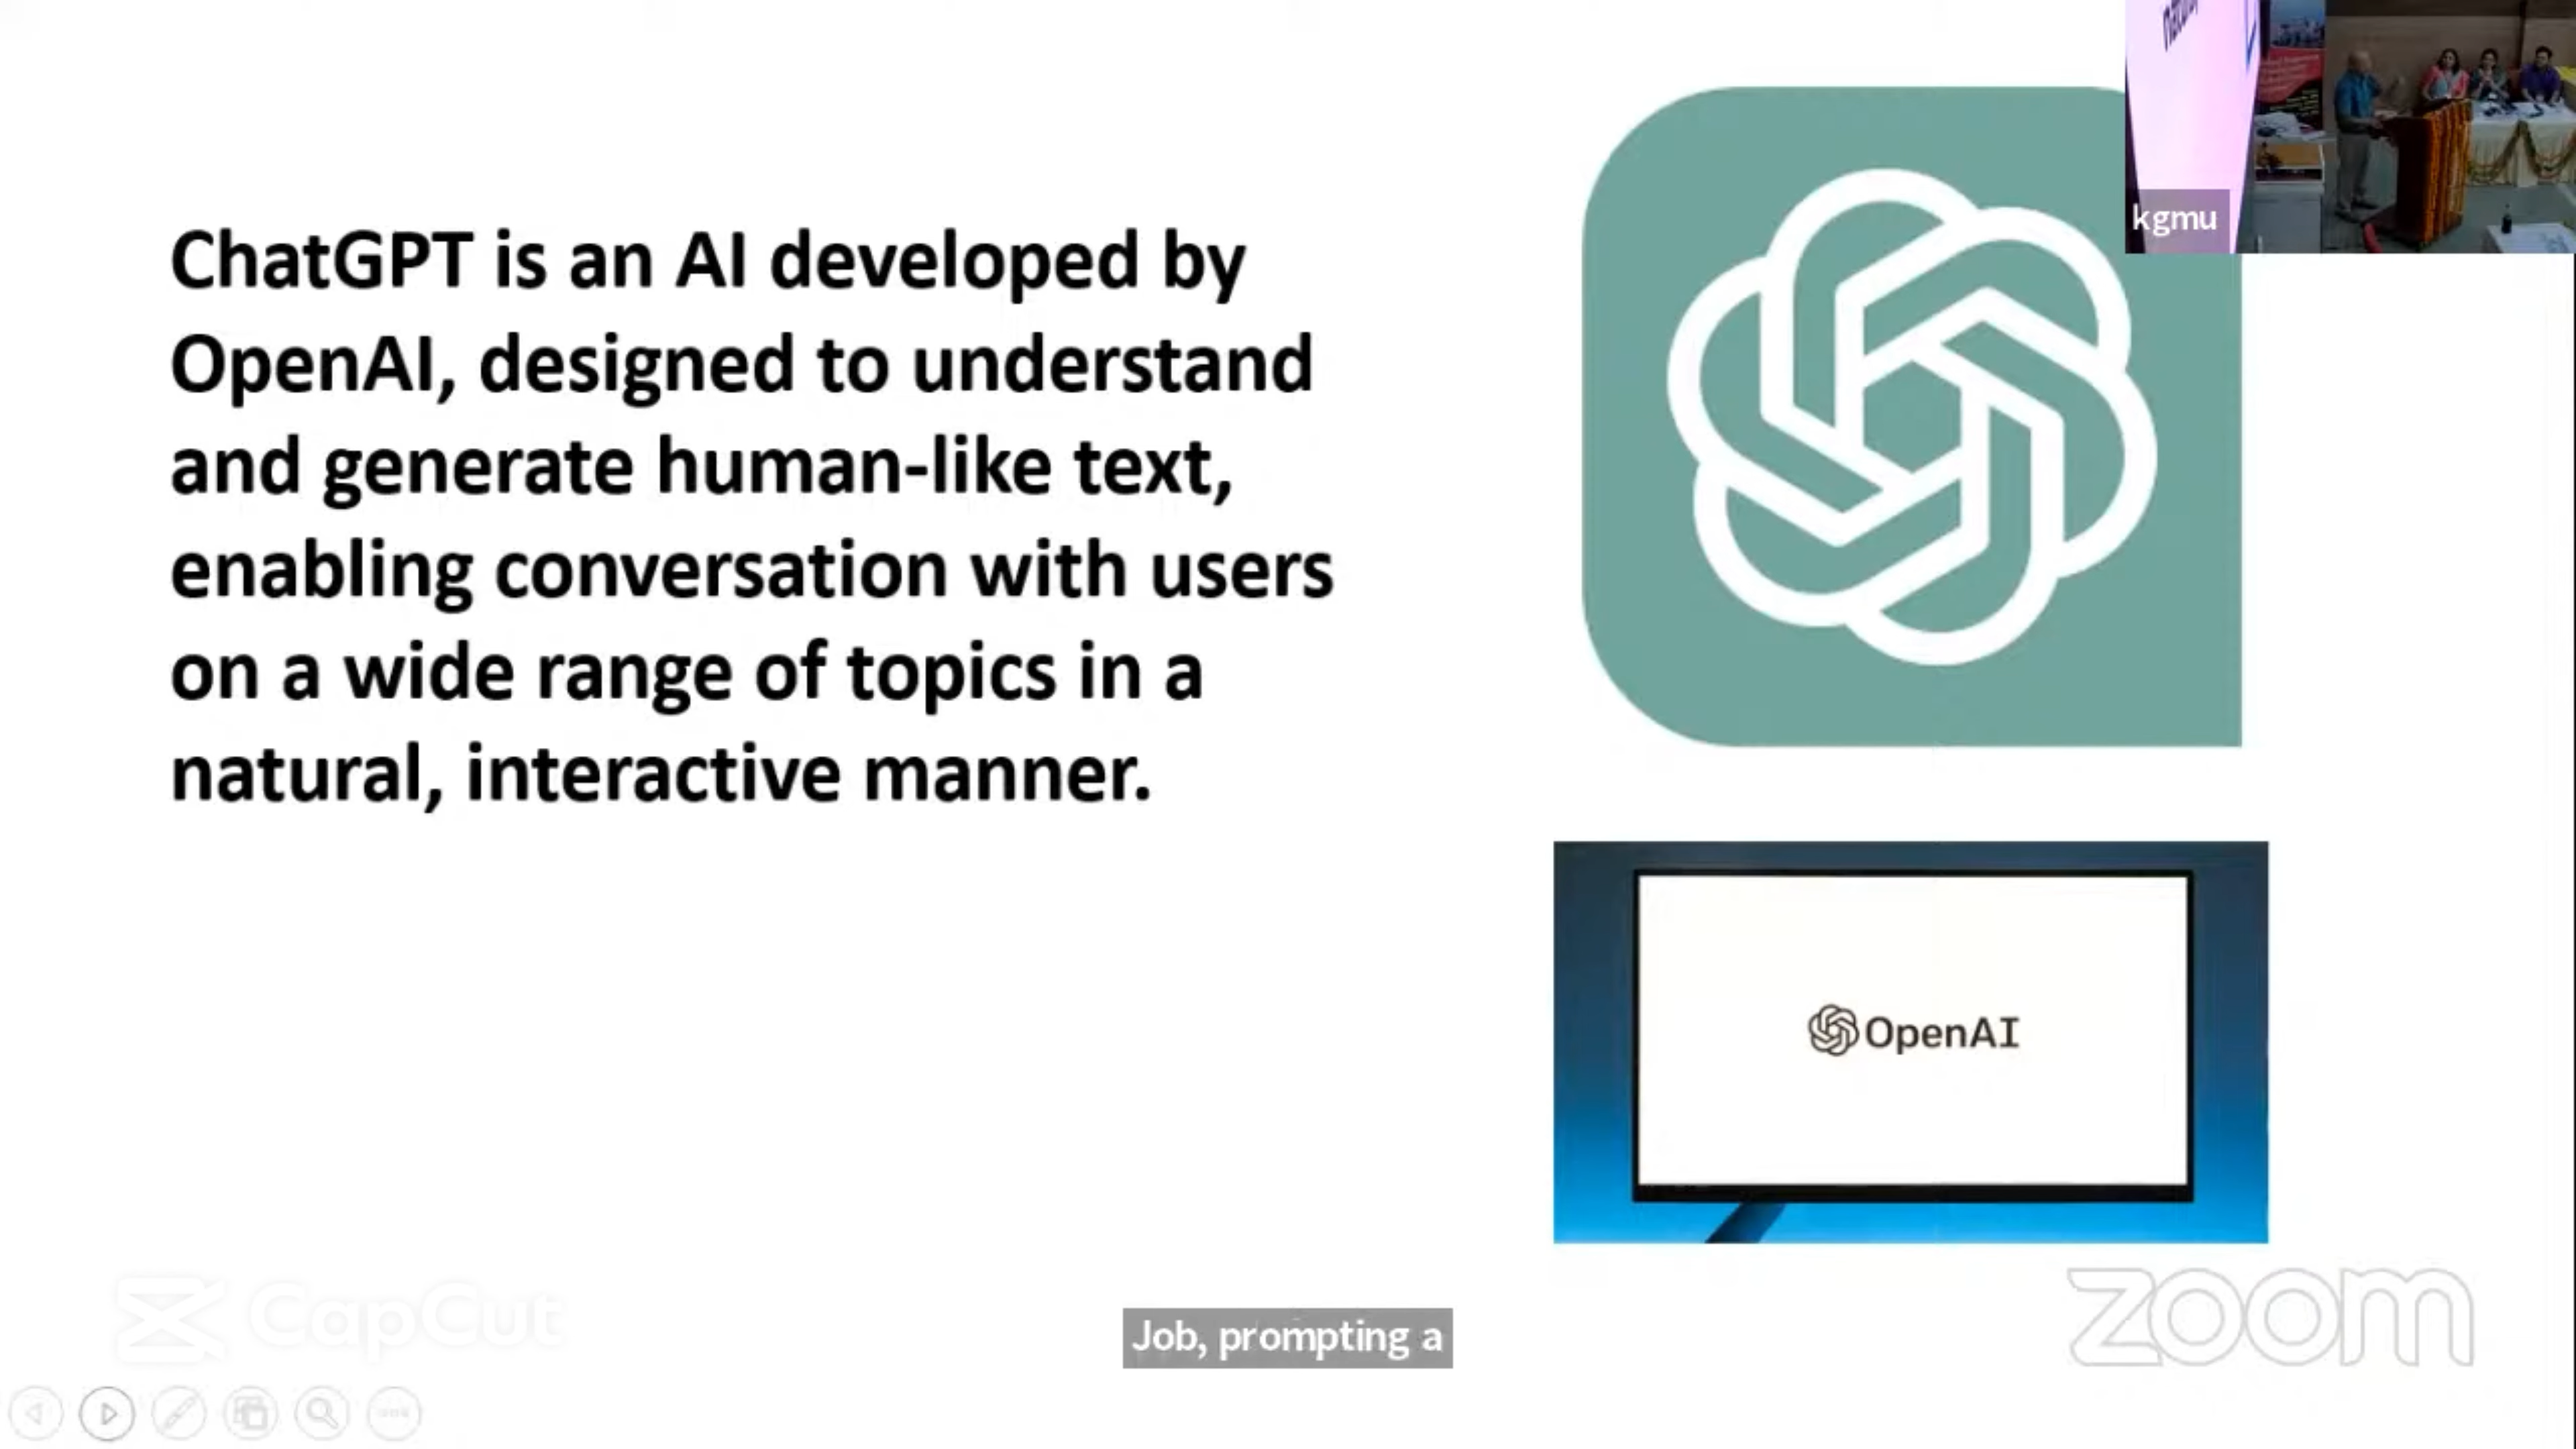 ChatGPT is an AI developed by
OpenAI, designed to understand
and generate human-like text,
enabling conversation with users
on a wide range of topics in a
natural, interactive manner.
kgmu
OpenAI
CapCut
zoom
Job, prompting a